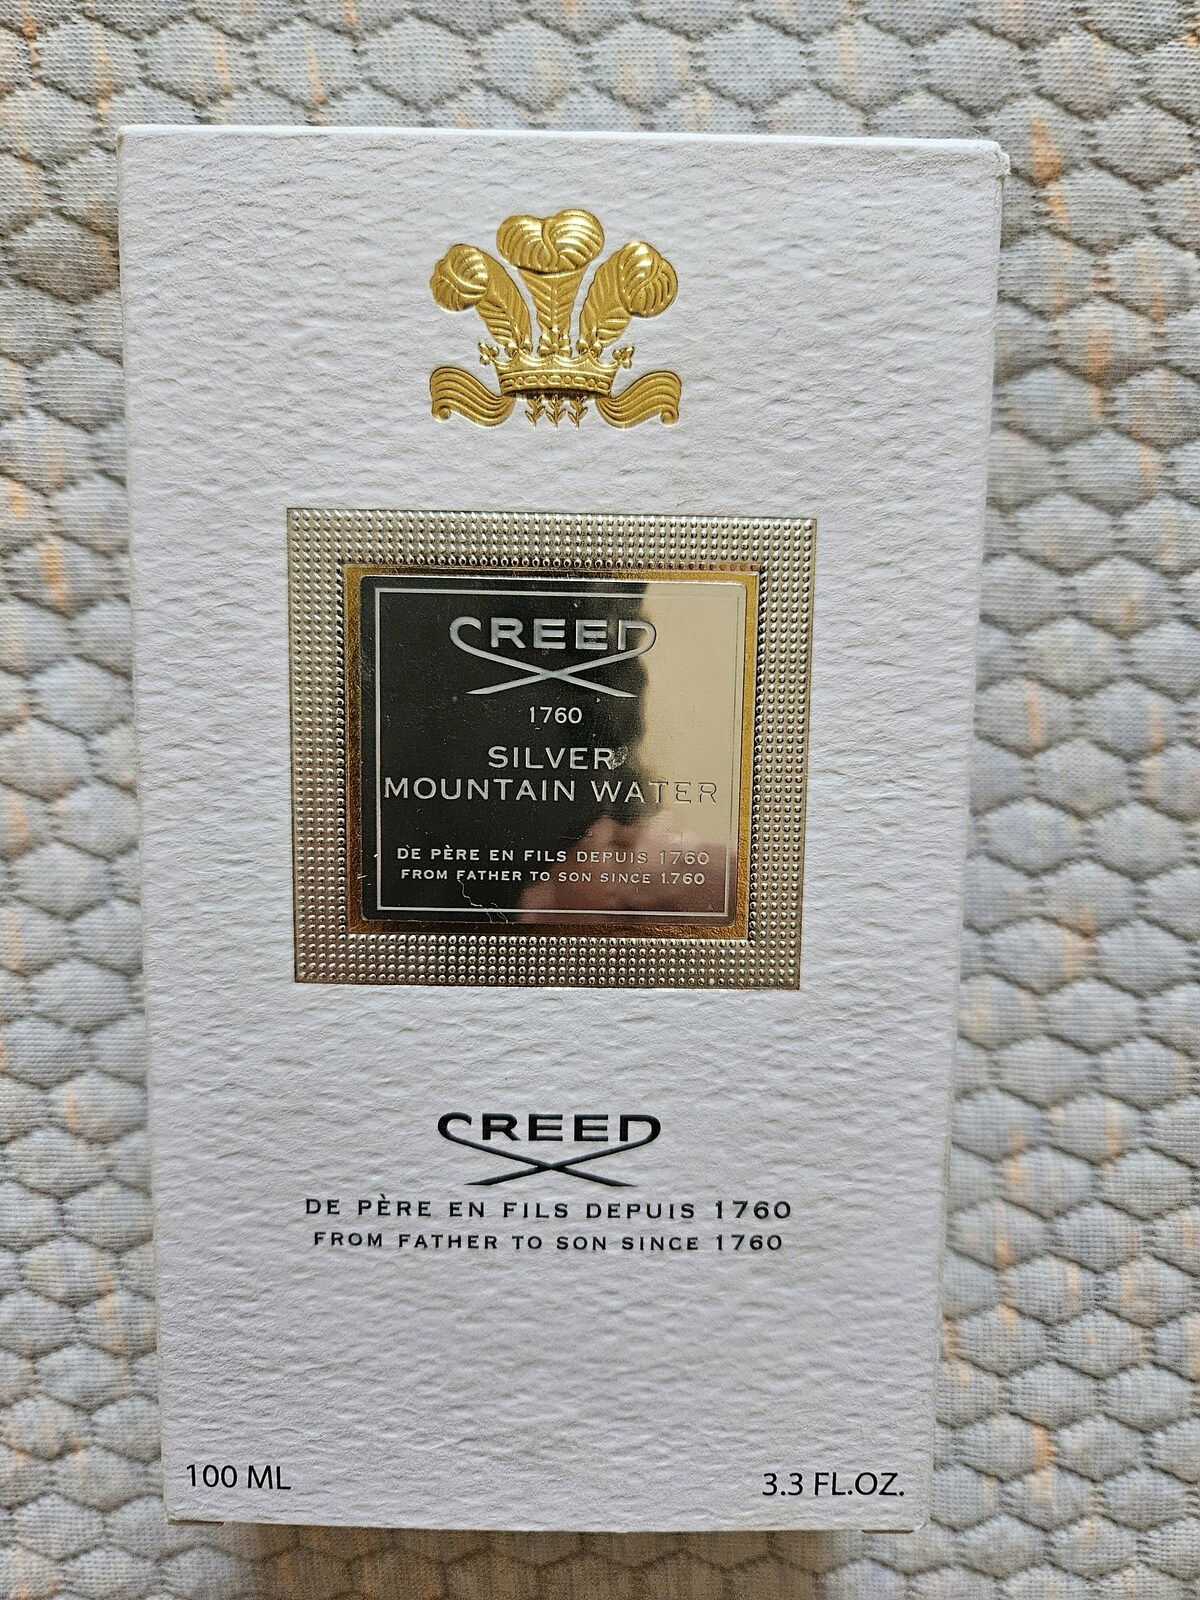 CREED
1760
SILVER
MOUNTAIN WATER
DE PÈRE EN FILS DEPUIS 1760
FROM FATHER TO SON SINCE 1760
CREED
DE PÈRE EN FILS DEPUIS 1760
FROM FATHER TO SON SINCE 1760
100 ML
3.3 FL.OZ.